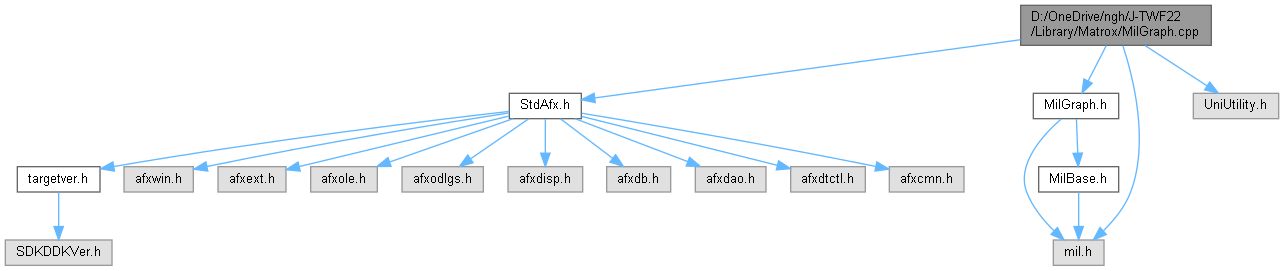 D:/OneDrive/ngh/J-TWF22
/Library/Matrox/MilGraph.cpp
StdAfx.h
MilGraph.h
UniUtility.h
targetver.h
afxwin.h
afxext.h
afxole.h
afxodlgs.h
afxdisp.h
afxdb.h
afxdao.h
afxdtctl.h
afxcmn.h
MilBase.h
SDKDDKVer.h
mil.h